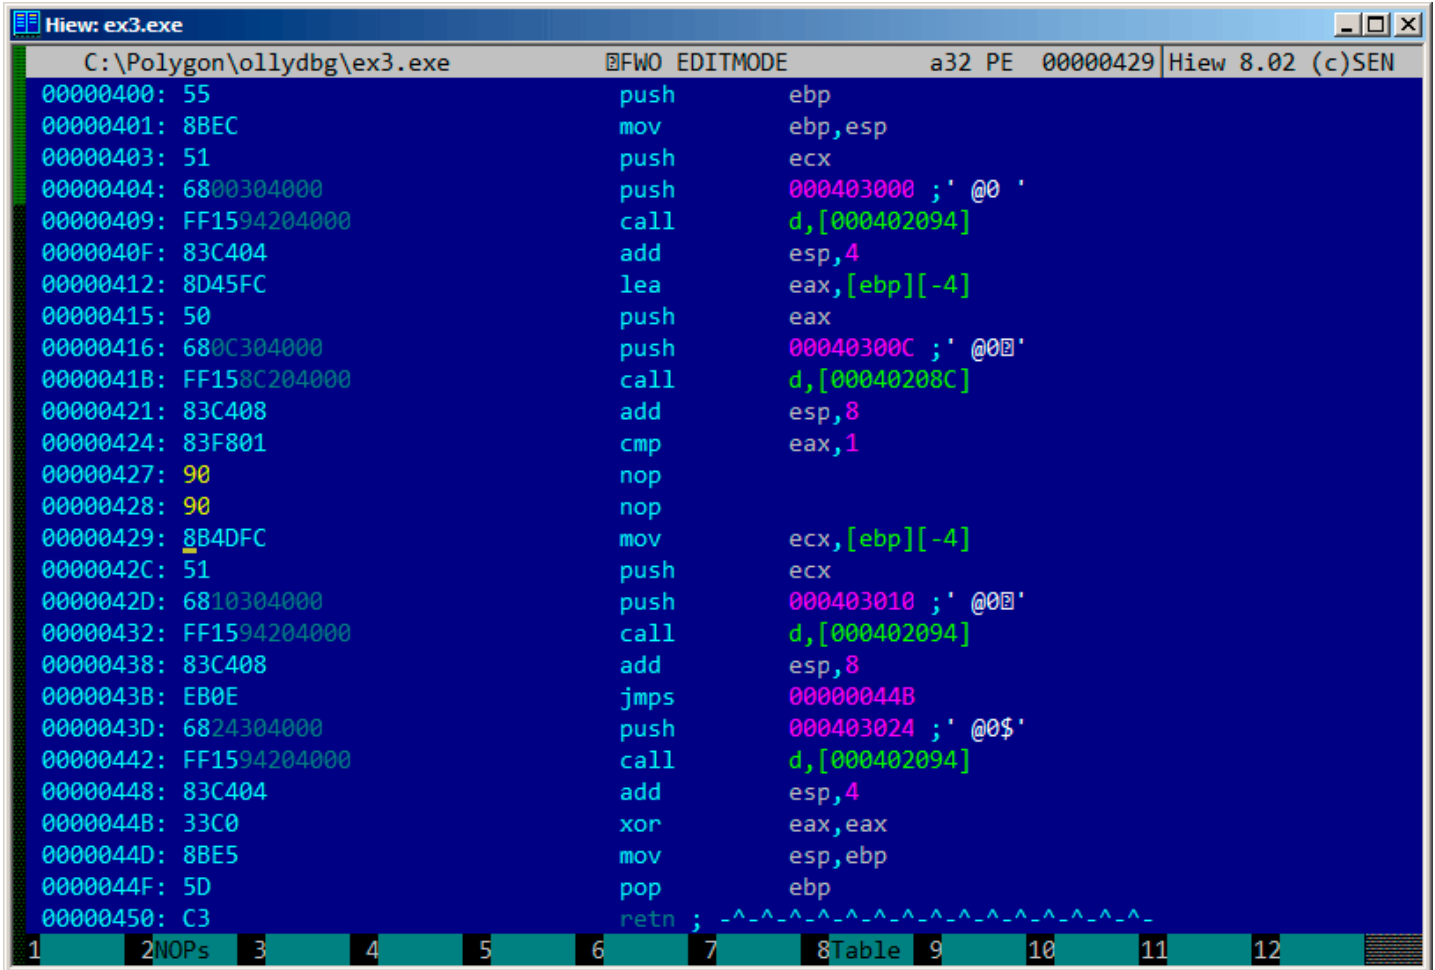 Hiew: ex3.exe
C:\Polygon\ollydbg\ex3.exe FWO EDITMODE a32 PE 00000429 Hiew 8.02 (c)SEN
00000400: 55 push ebp
00000401: 8BEC mov ebp,esp
00000403: 51 push ecx
00000404: 6800304000 push 000403000 ;' @0 '
00000409: FF1594204000 call d,[000402094]
0000040F: 83C404 add esp,4
00000412: 8D45FC lea eax,[ebp][-4]
00000415: 50 push eax
00000416: 680C304000 push 00040300C ;' @0⍰'
0000041B: FF158C204000 call d,[00040208C]
00000421: 83C408 add esp,8
00000424: 83F801 cmp eax,1
00000427: 90 nop
00000428: 90 nop
00000429: 8B4DFC mov ecx,[ebp][-4]
0000042C: 51 push ecx
0000042D: 6810304000 push 000403010 ;' @0⍰'
00000432: FF1594204000 call d,[000402094]
00000438: 83C408 add esp,8
0000043B: EB0E jmps 00000044B
0000043D: 6824304000 push 000403024 ;' @0$'
00000442: FF1594204000 call d,[000402094]
00000448: 83C404 add esp,4
0000044B: 33C0 xor eax,eax
0000044D: 8BE5 mov esp,ebp
0000044F: 5D pop ebp
00000450: C3 retn ; -^-^-^-^-^-^-^-^-^-^-^-^-^-^-^-
1 2NOPs 3 4 5 6 7 8Table 9 10 11 12